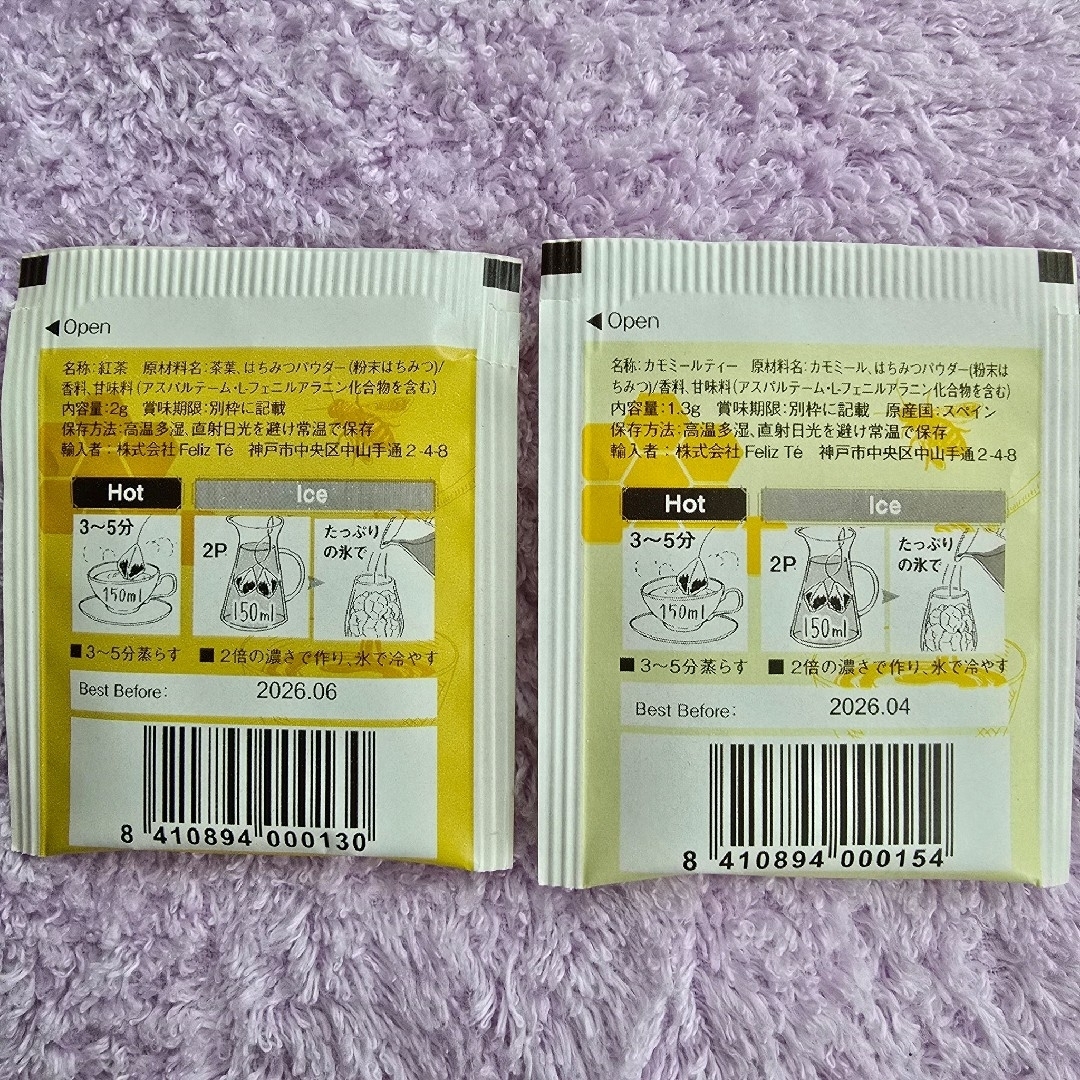 ◀Open
名称:紅茶 原材料名:茶葉、はちみつパウダー(粉末はちみつ)/
香料、甘味料(アスパルテーム・L-フェニルアラニン化合物を含む)
内容量:2g 賞味期限:別枠に記載
保存方法:高温多湿、直射日光を避け常温で保存
輸入者:株式会社 Feliz Té 神戸市中央区中山手通2-4-8
Hot
Ice
3〜5分
150ml
2P
150ml
たっぷり
の氷で
■3〜5分蒸らす
■2倍の濃さで作り、氷で冷やす
Best Before: 2026.06
8 410894 000130
◀Open
名称:カモミールティー 原材料名:カモミール、はちみつパウダー(粉末は
ちみつ)/香料、甘味料(アスパルテーム・L-フェニルアラニン化合物を含む)
内容量:1.3g 賞味期限:別枠に記載 原産国:スペイン
保存方法:高温多湿、直射日光を避け常温で保存
輸入者:株式会社 Feliz Té 神戸市中央区中山手通2-4-8
Hot
Ice
3〜5分
150ml
2P
150ml
たっぷり
の氷で
■3〜5分蒸らす
■2倍の濃さで作り、氷で冷やす
Best Before: 2026.04
8 410894 000154